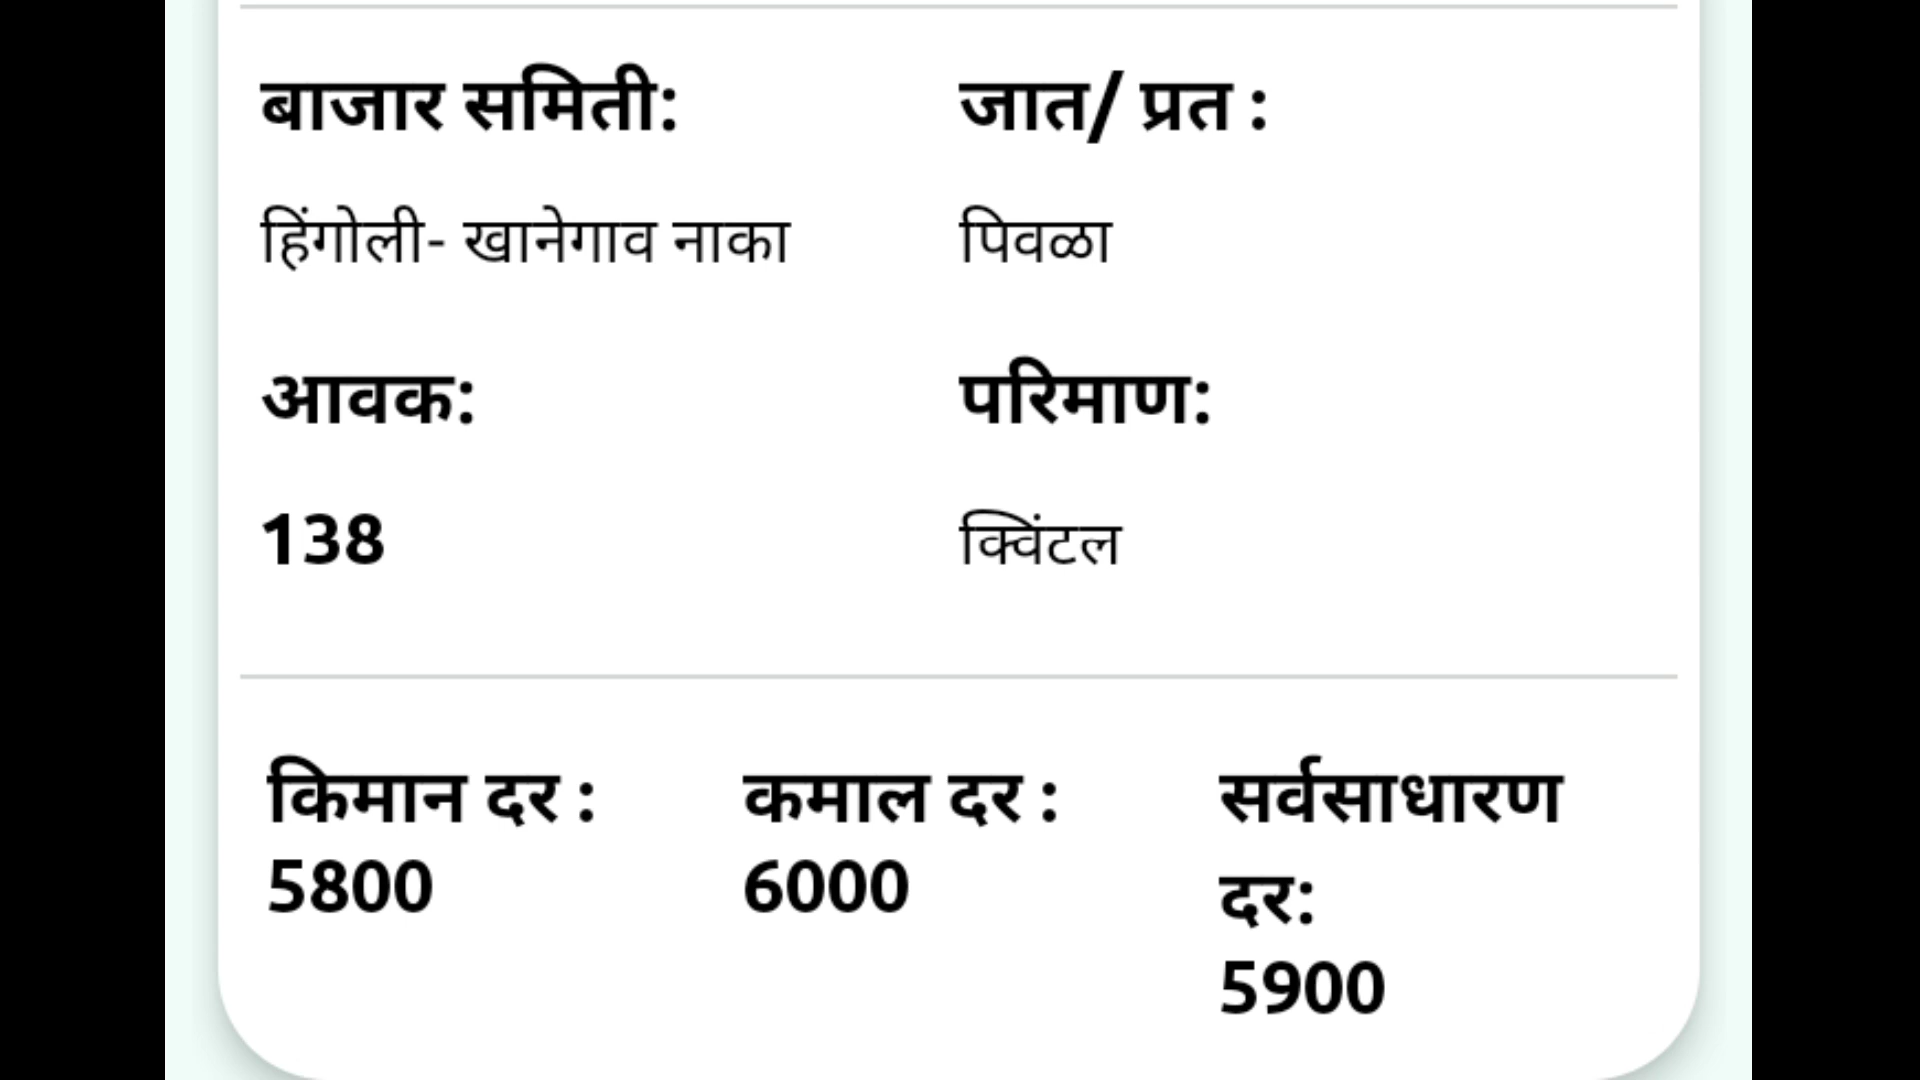 बाजार समिती:
जात/ प्रत :
हिंगोली- खानेगाव नाका
पिवळा
आवक:
परिमाण:
138
क्विंटल
किमान दर :
5800
कमाल दर :
6000
सर्वसाधारण
दर:
5900